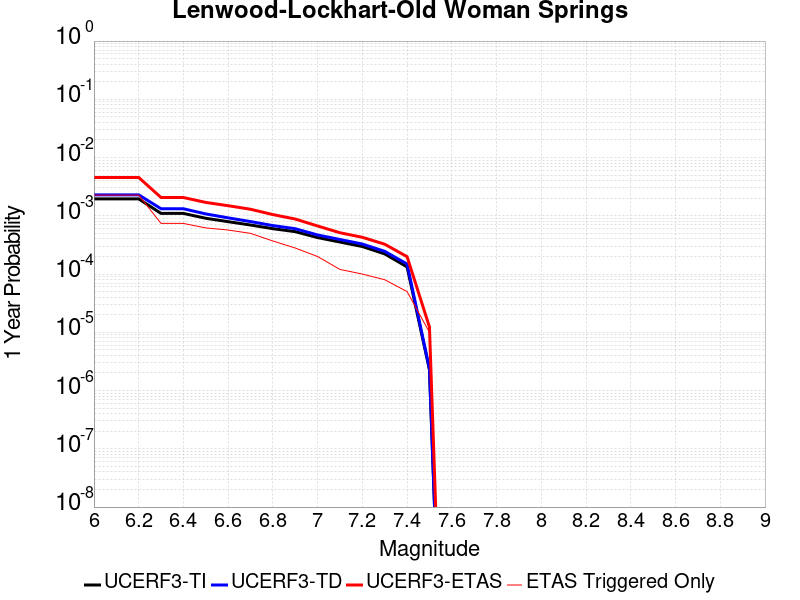 Lenwood-Lockhart-Old Woman Springs
10^0
10^-1
10^-2
10^-3
10^-4
10^-5
10^-6
10^-7
10^-8
1 Year Probability
6 6.2 6.4 6.6 6.8 7 7.2 7.4 7.6 7.8 8 8.2 8.4 8.6 8.8 9
Magnitude
UCERF3-TI UCERF3-TD UCERF3-ETAS ETAS Triggered Only